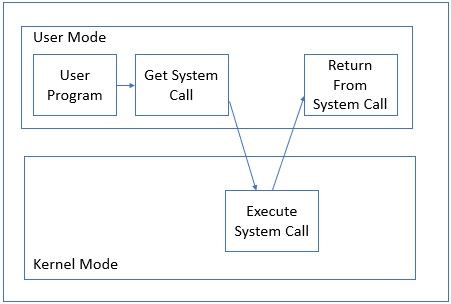 User Mode
User
Program
Get System
Call
Return
From
System Call
Execute
System Call
Kernel Mode